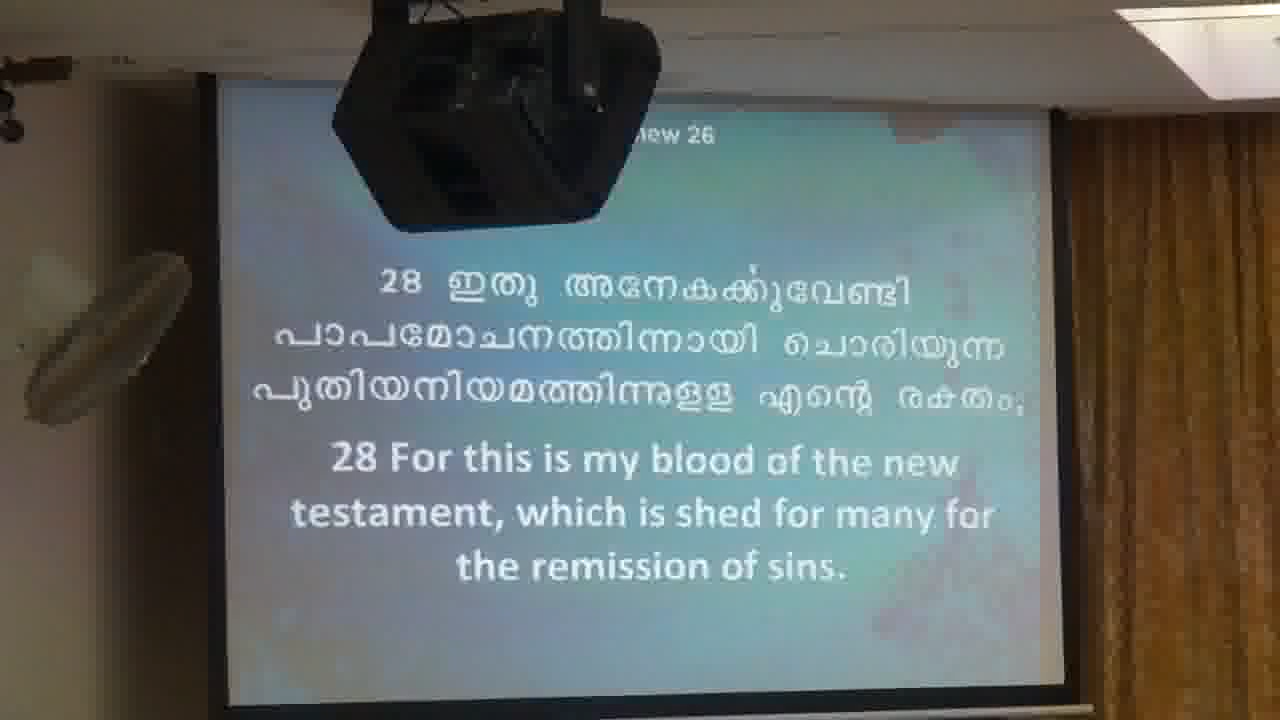 26
28 ഇതു അനേകർക്കുവേണ്ടി
പാപമോചനത്തിന്നായി ചൊരിയുന്ന
പുതിയനിയമത്തിന്നുള്ള എന്റെ രക്തം;
28 For this is my blood of the new
testament, which is shed for many for
the remission of sins.